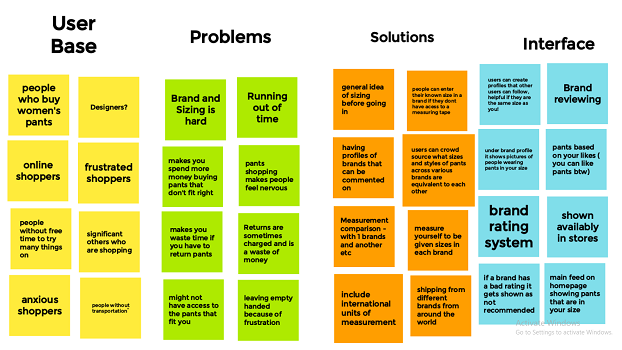 User
Base
Problems
Solutions
Interface
people
who buy
women's
pants
Designers?
Brand and
Sizing is
hard
Running
out of
time
general idea
of sizing
before going
in
people can enter
their known size in a
brand if they dont
have access to a
measuring tape
users can create
profiles that other
users can follow,
helpful if they are
the same size as
you!
Brand
reviewing
online
shoppers
frustrated
shoppers
makes you
spend more
money buying
pants that
don't fit right
pants
shopping
makes people
feel nervous
having
profiles of
brands that
can be
commented
on
users can crowd
source what sizes
and styles of pants
across various
brands are
equivalent to each
other
under brand profile
it shows pictures of
people wearing
pants in your size
pants based
on your likes (
you can like
pants btw)
people
without free
time to try
many things
on
significant
others who
are shopping
makes you
waste time if
you have to
return pants
Returns are
sometimes
charged and is
a waste of
money
Measurement
comparison -
with 1 brands
and another
etc
measure
yourself to be
given sizes in
each brand
brand
rating
system
shown
availably
in stores
anxious
shoppers
people without
transportation
might not
have access to
the pants that
fit you
leaving empty
handed
because of
frustration
include
international
units of
measurement
shipping from
different
brands from
around the
world
if a brand has
a bad rating it
gets shown as
not
recommended
main feed on
homepage
showing pants
that are in
your size
Activate Windows
Go to Settings to activate Windows.